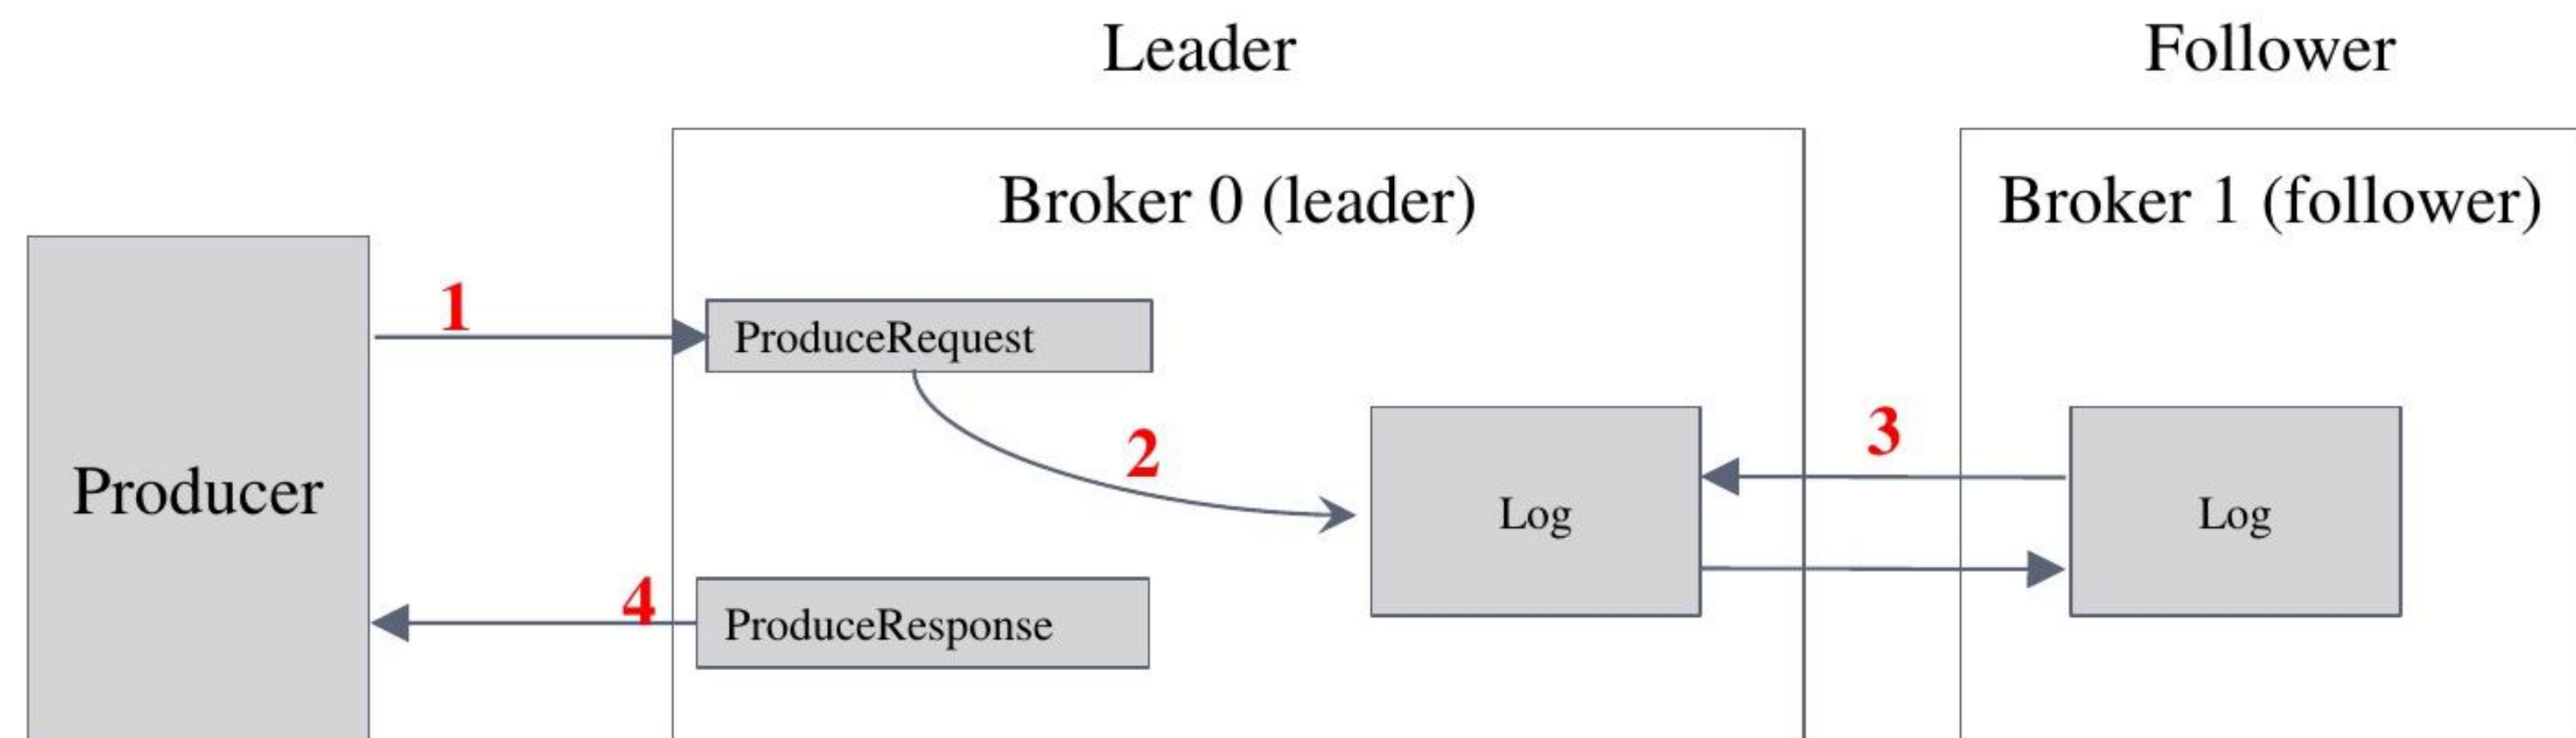 Leader
Follower
Broker 0 (leader)
Broker 1 (follower)
1
ProduceRequest
2
3
Producer
Log
Log
4
ProduceResponse